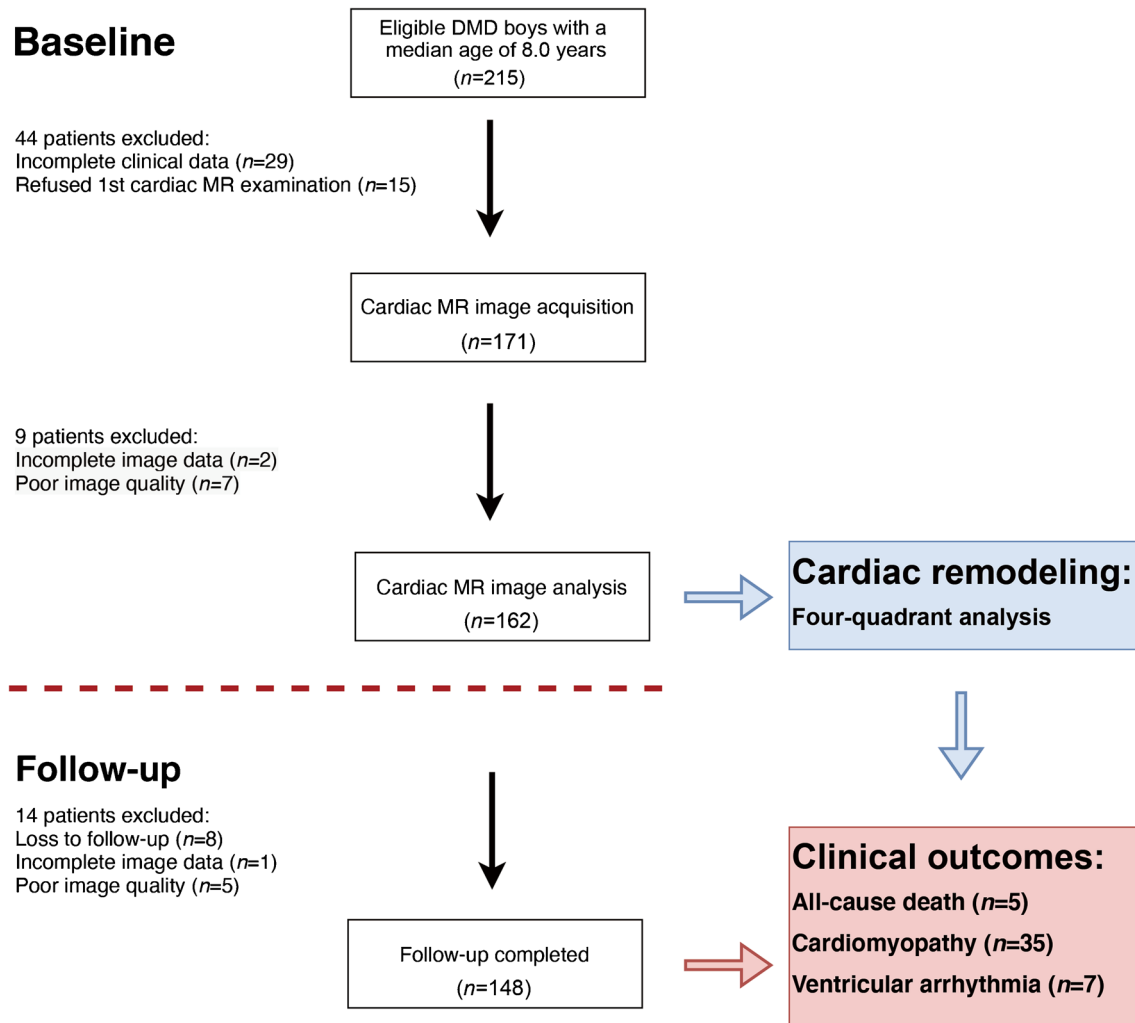 Baseline
Eligible DMD boys with a
median age of 8.0 years
(n=215)
44 patients excluded:
Incomplete clinical data (n=29)
Refused 1st cardiac MR examination (n=15)
Cardiac MR image acquisition
(n=171)
9 patients excluded:
Incomplete image data (n=2)
Poor image quality (n=7)
Cardiac MR image analysis
(n=162)
Cardiac remodeling:
Four-quadrant analysis
Follow-up
14 patients excluded:
Loss to follow-up (n=8)
Incomplete image data (n=1)
Poor image quality (n=5)
Follow-up completed
(n=148)
Clinical outcomes:
All-cause death (n=5)
Cardiomyopathy (n=35)
Ventricular arrhythmia (n=7)